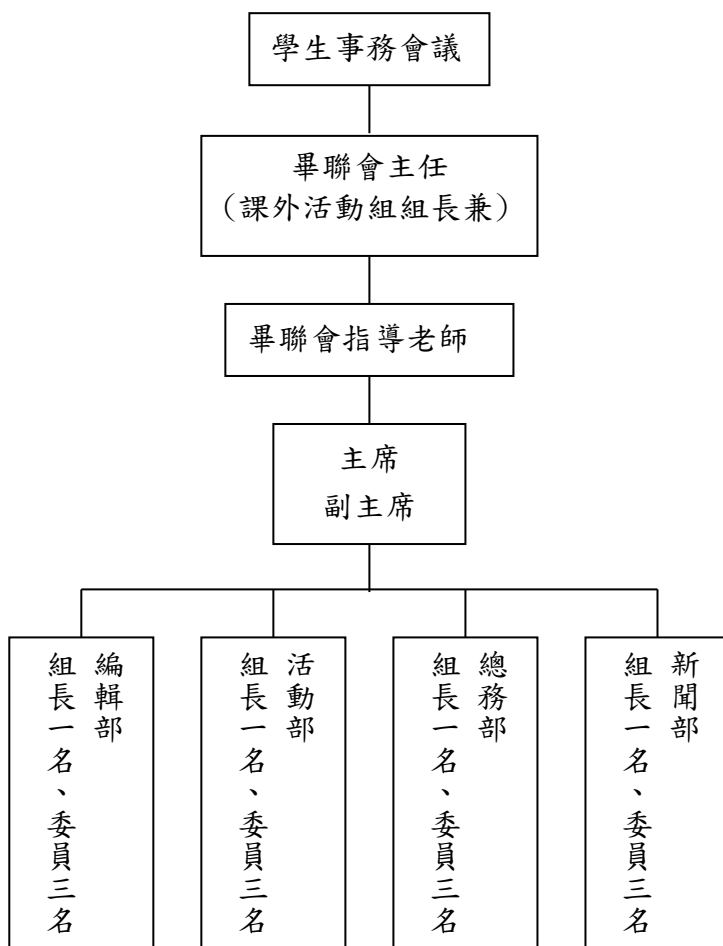 學生事務會議
畢聯會主任
（課外活動組組長兼）
畢聯會指導老師
主席
副主席
編輯部
組長一名、委員三名
活動部
組長一名、委員三名
總務部
組長一名、委員三名
新聞部
組長一名、委員三名